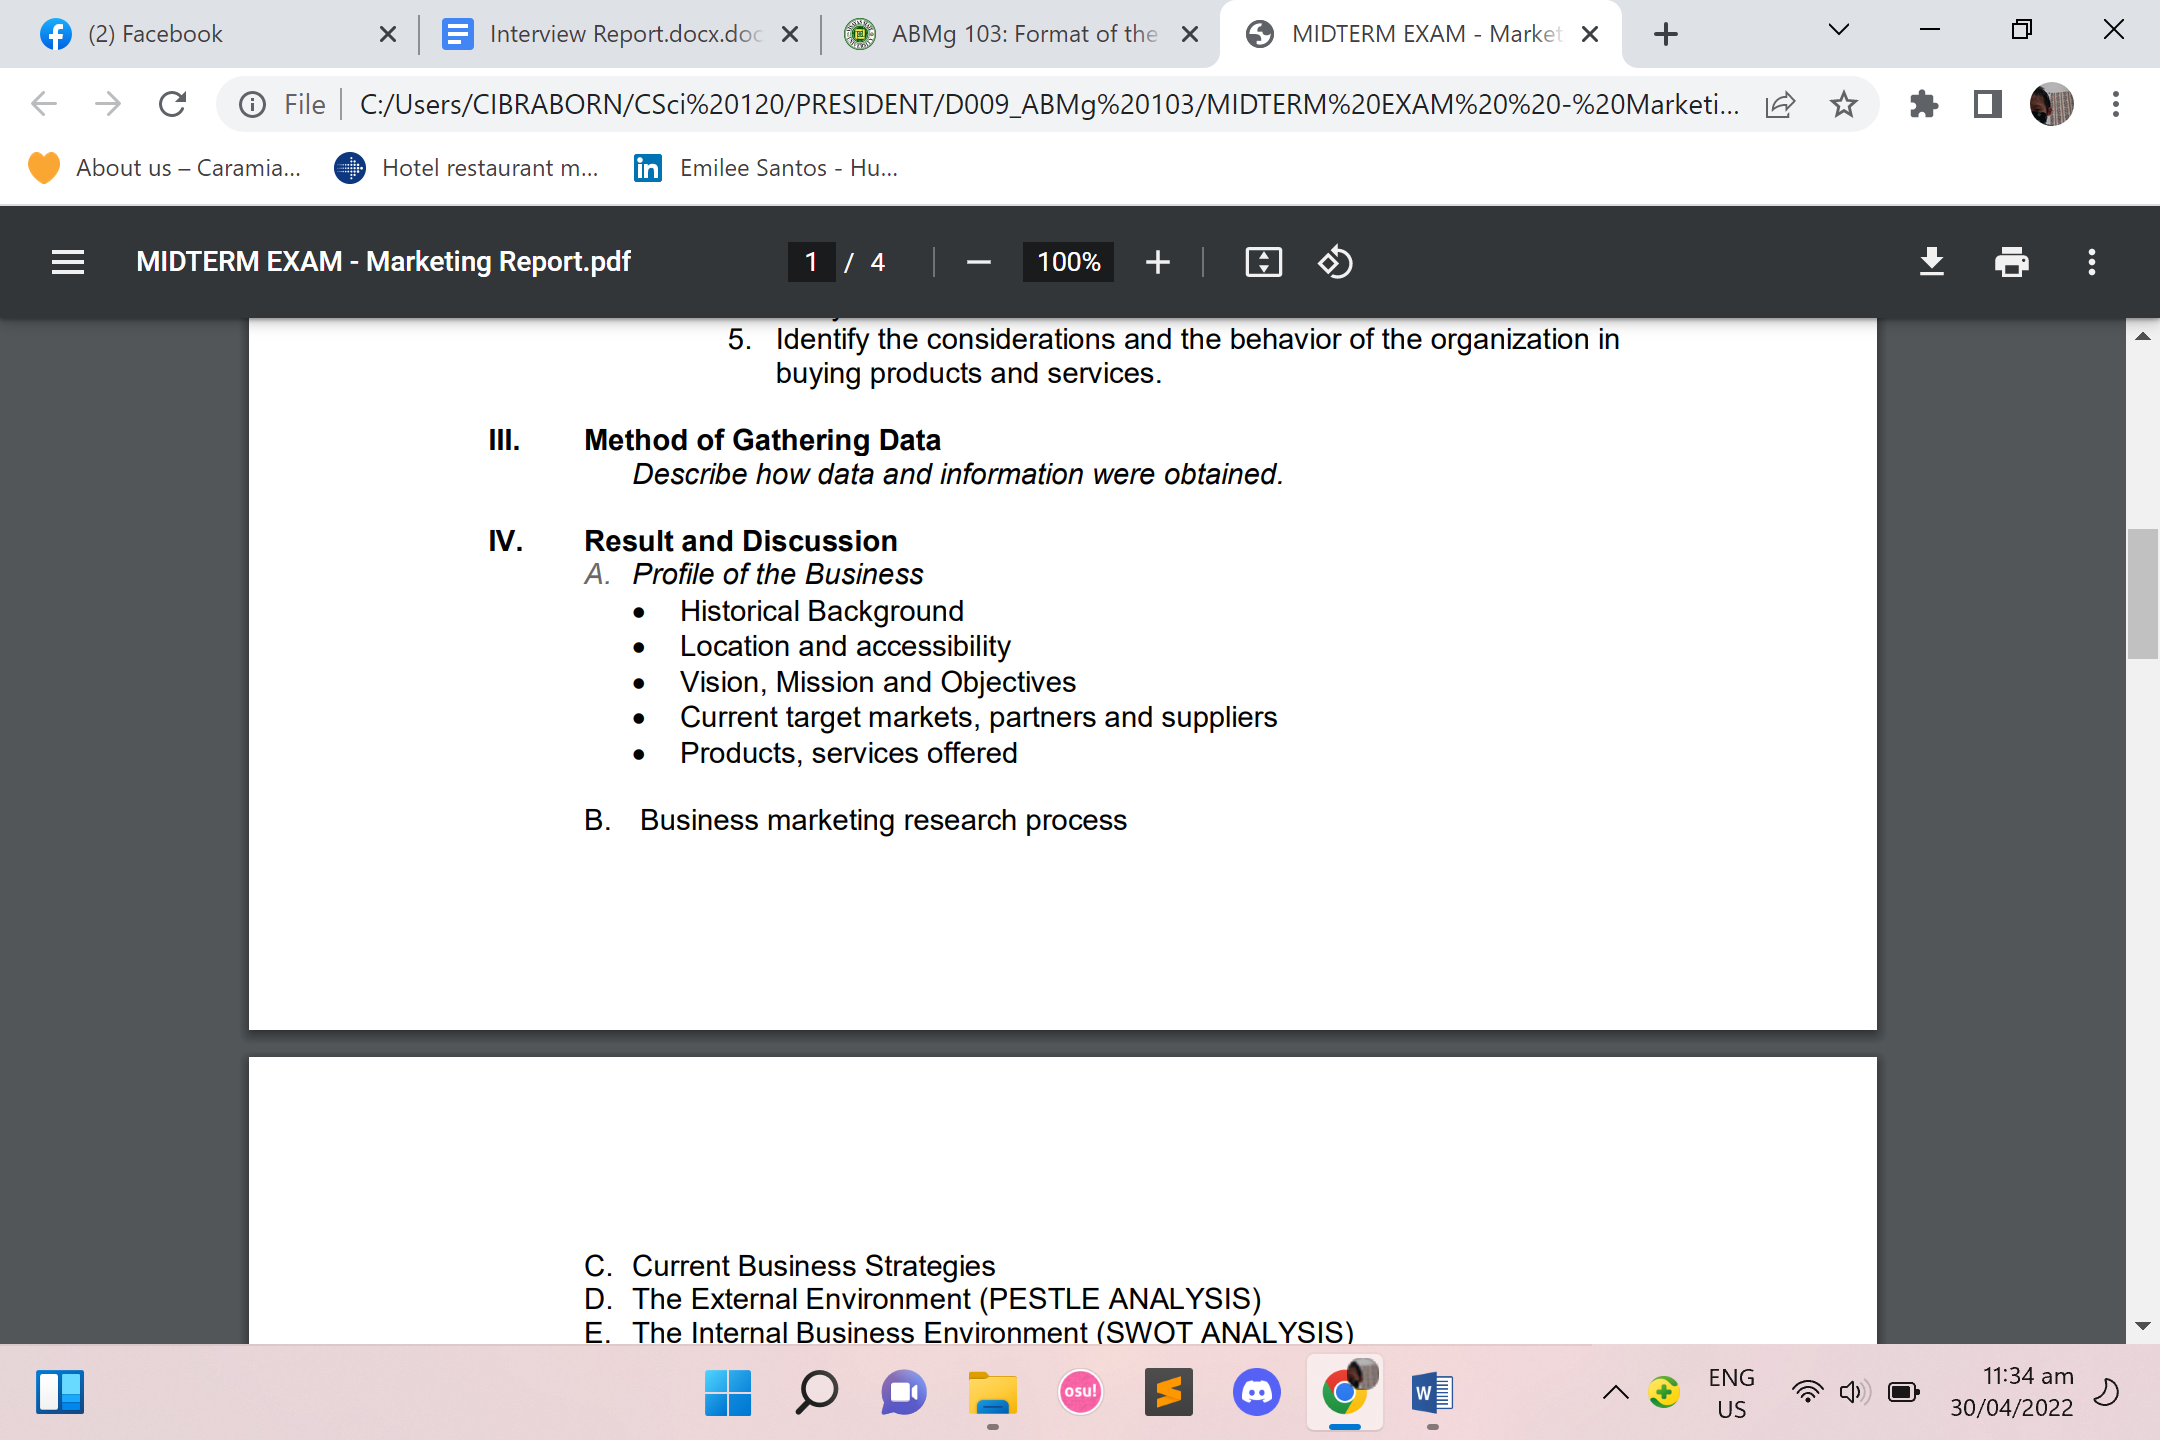 (2) Facebook
Interview Report.docx.doc
ABMg 103: Format of the
MIDTERM EXAM - Market
File
C:/Users/CIBRABORN/CSci%20120/PRESIDENT/D009_ABMg%20103/MIDTERM%20EXAM%20%20-%20Marketi...
About us – Caramia...
Hotel restaurant m...
in
Emilee Santos - Hu...
MIDTERM EXAM - Marketing Report.pdf
1 / 4
100%
5. Identify the considerations and the behavior of the organization in
buying products and services.
III. Method of Gathering Data
Describe how data and information were obtained.
IV. Result and Discussion
A. Profile of the Business
• Historical Background
• Location and accessibility
• Vision, Mission and Objectives
• Current target markets, partners and suppliers
• Products, services offered
B. Business marketing research process
C. Current Business Strategies
D. The External Environment (PESTLE ANALYSIS)
E. The Internal Business Environment (SWOT ANALYSIS)
osu!
W
ENG
US
11:34 am
30/04/2022